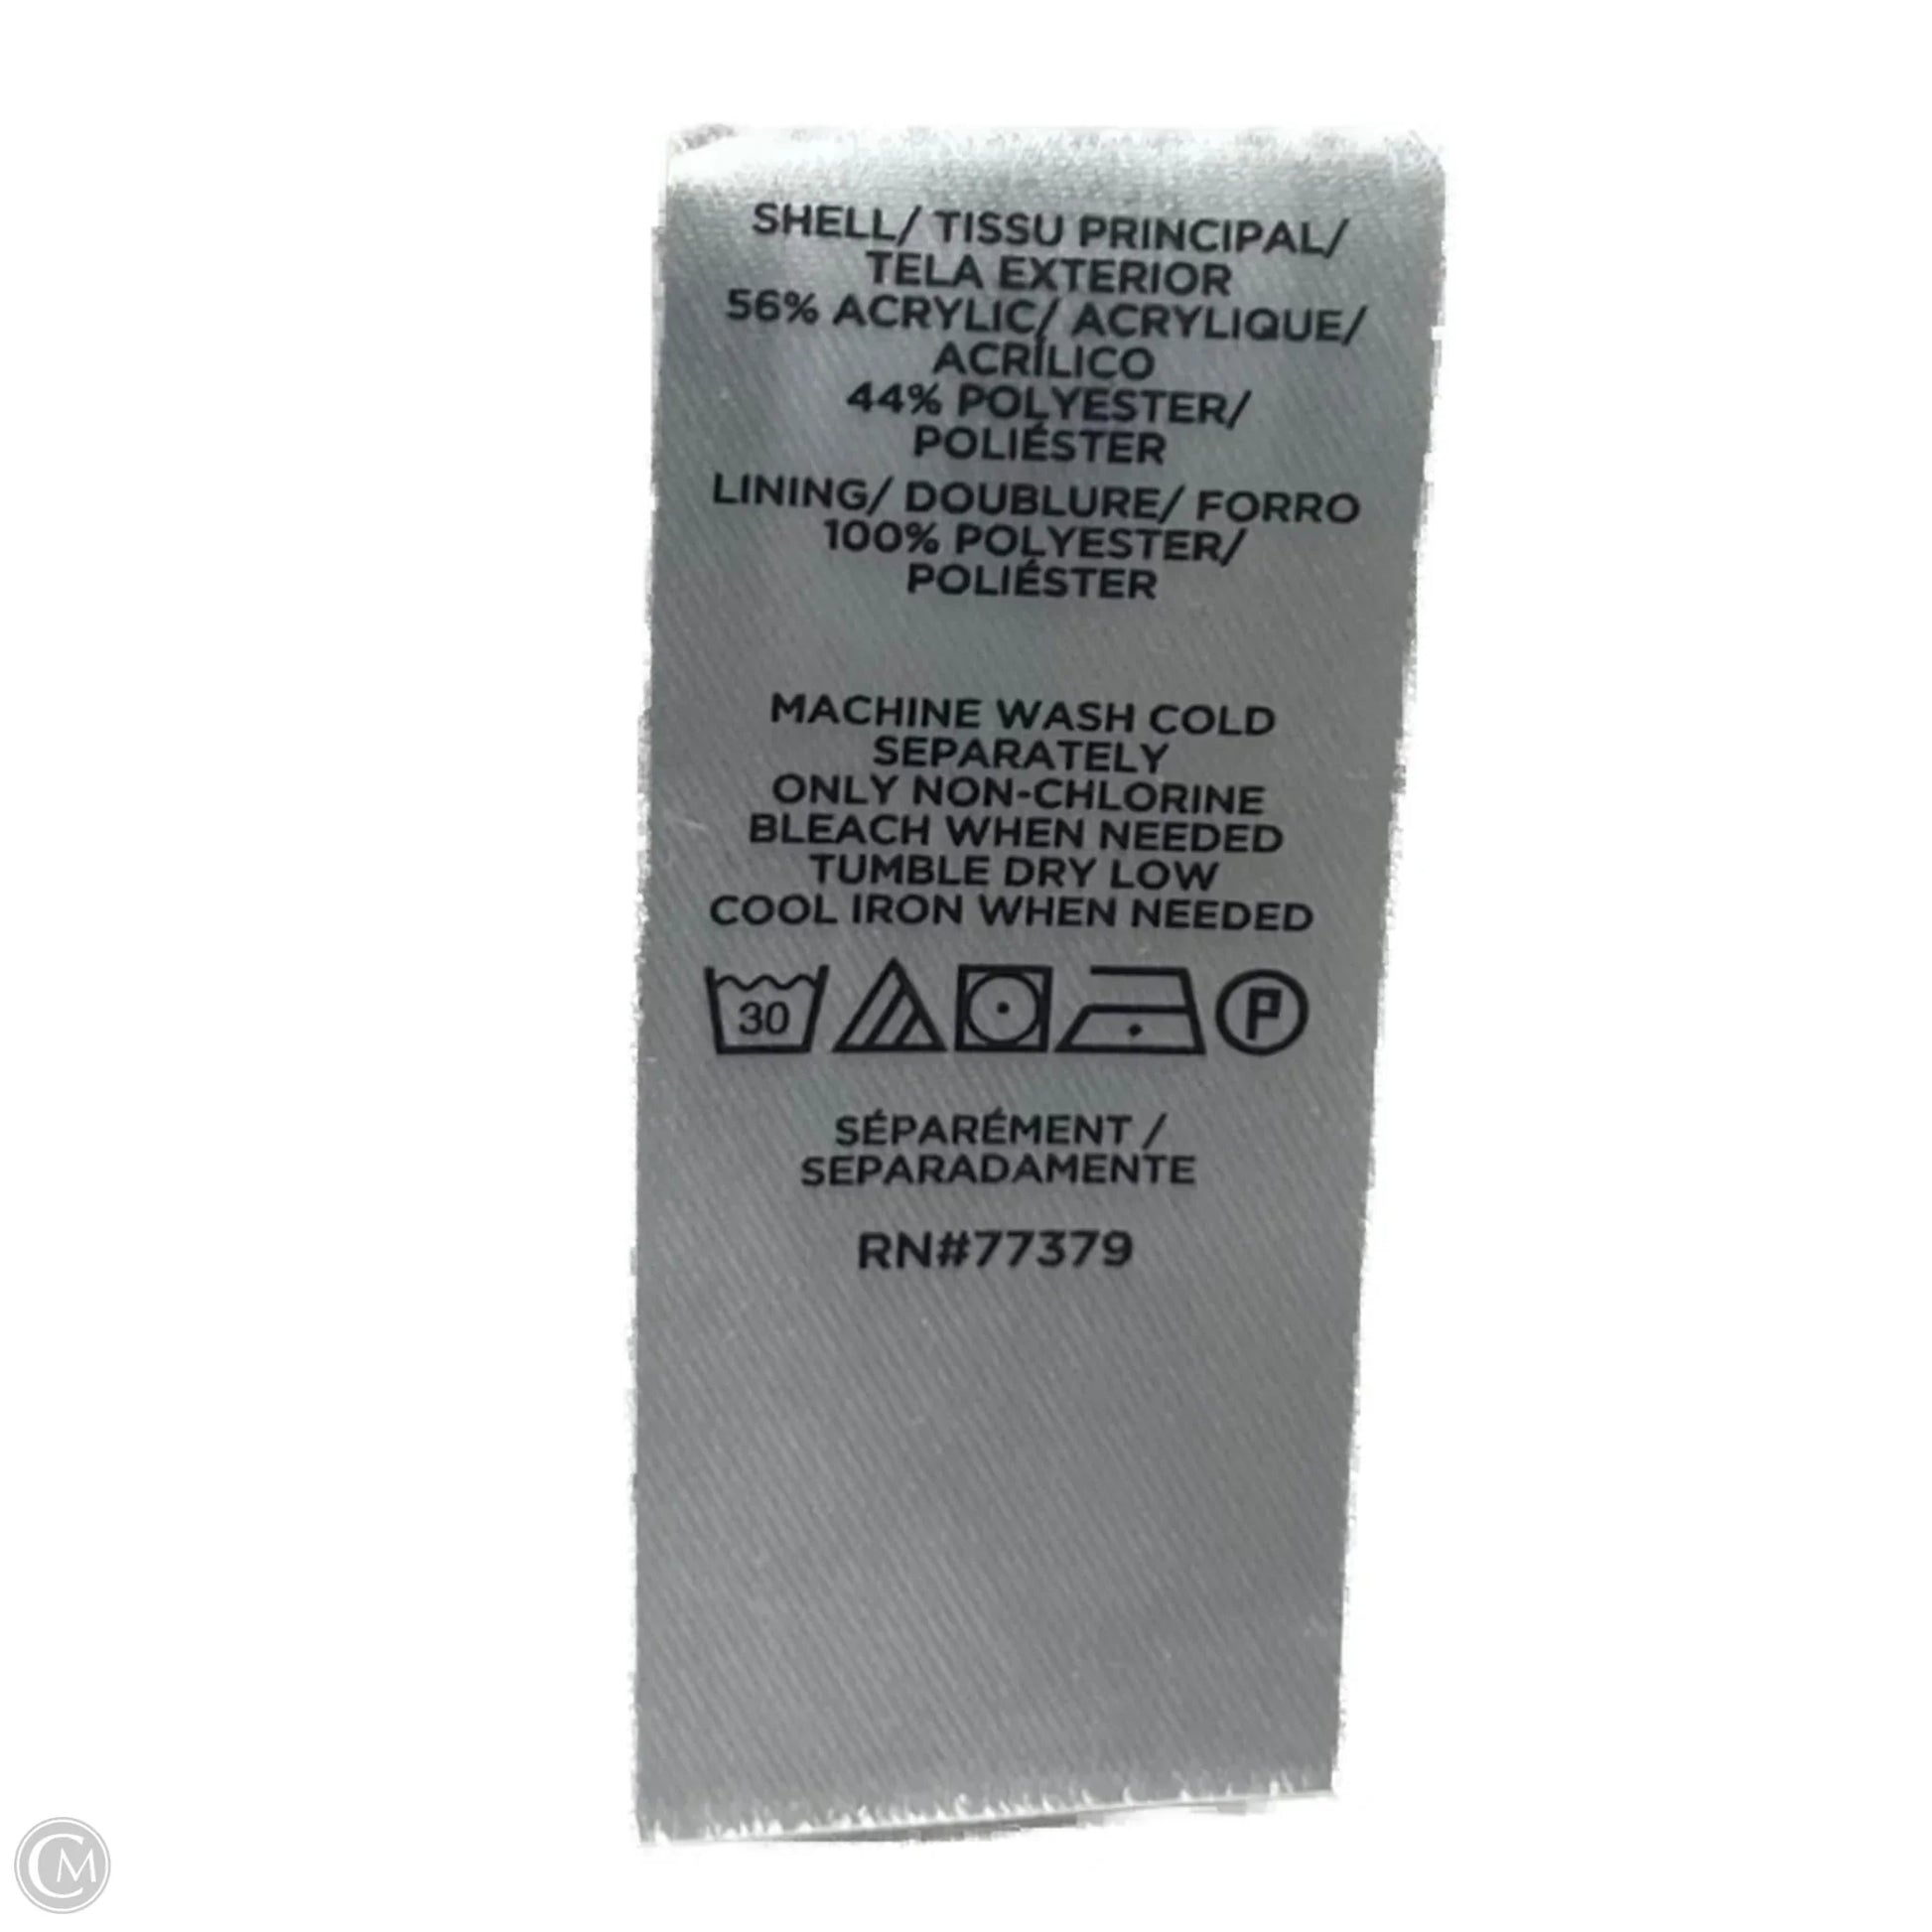 SHELL/ TISSU PRINCIPAL/
TELA EXTERIOR
56% ACRYLIC/ ACRYLIQUE/
ACRÍLICO
44% POLYESTER/
POLIÉSTER
LINING/ DOUBLURE/ FORRO
100% POLYESTER/
POLIÉSTER
MACHINE WASH COLD
SEPARATELY
ONLY NON-CHLORINE
BLEACH WHEN NEEDED
TUMBLE DRY LOW
COOL IRON WHEN NEEDED
30 P
SÉPARÉMENT /
SEPARADAMENTE
RN#77379
CM